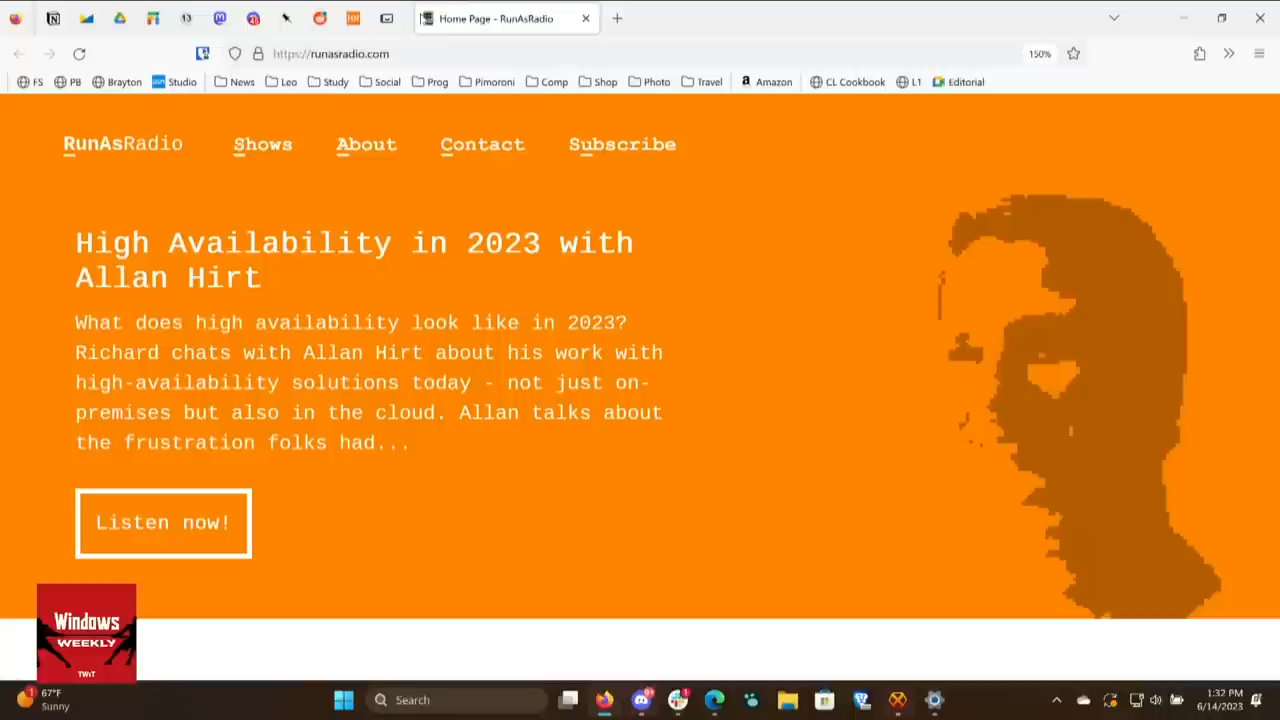 13
45
Home Page - RunAsRadio
https://runasradio.com
150%
FS PB Brayton Studio News Leo Study Social Prog Pimoroni Comp Shop Photo Travel Amazon CL Cookbook L1 Editorial
RunAsRadio Shows About Contact Subscribe
High Availability in 2023 with
Allan Hirt
What does high availability look like in 2023?
Richard chats with Allan Hirt about his work with
high-availability solutions today - not just on-
premises but also in the cloud. Allan talks about
the frustration folks had...
Listen now!
Windows
WEEKLY
TWiT
1
67°F
Sunny
Search
1:32 PM
6/14/2023